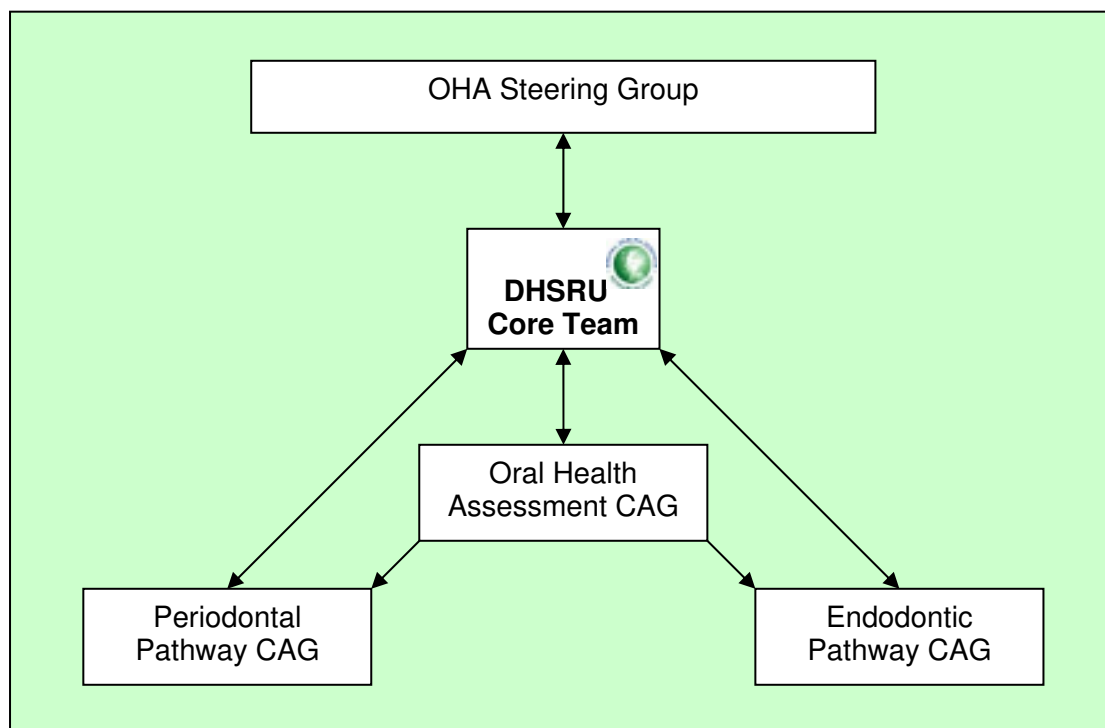 OHA Steering Group
DHSRU
Core Team
Oral Health
Assessment CAG
Periodontal
Pathway CAG
Endodontic
Pathway CAG